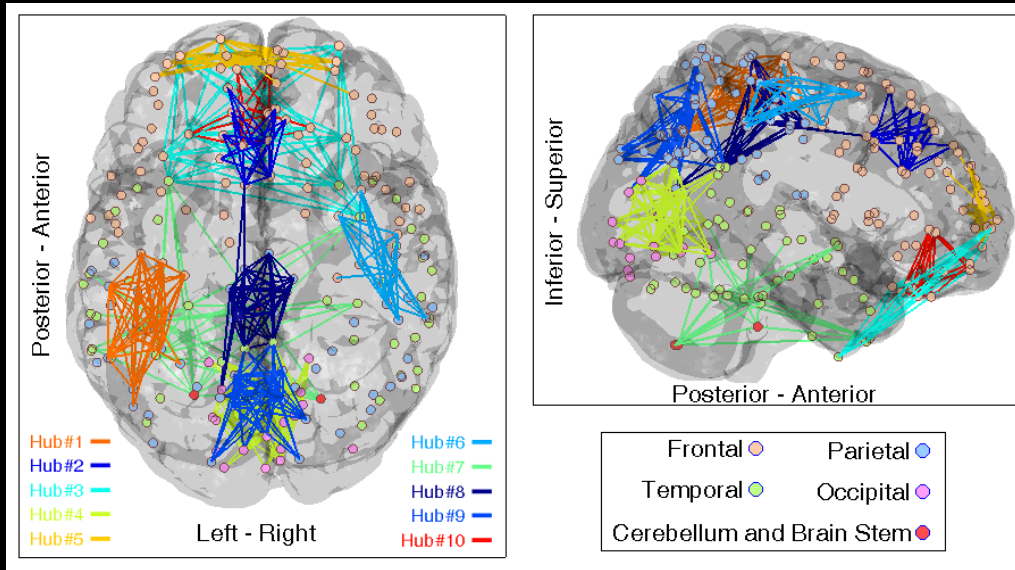 Posterior - Anterior
Hub#1
Hub#2
Hub#3
Hub#4
Hub#5
Left - Right
Hub#6
Hub#7
Hub#8
Hub#9
Hub#10
Inferior - Superior
Posterior - Anterior
Frontal
Parietal
Temporal
Occipital
Cerebellum and Brain Stem